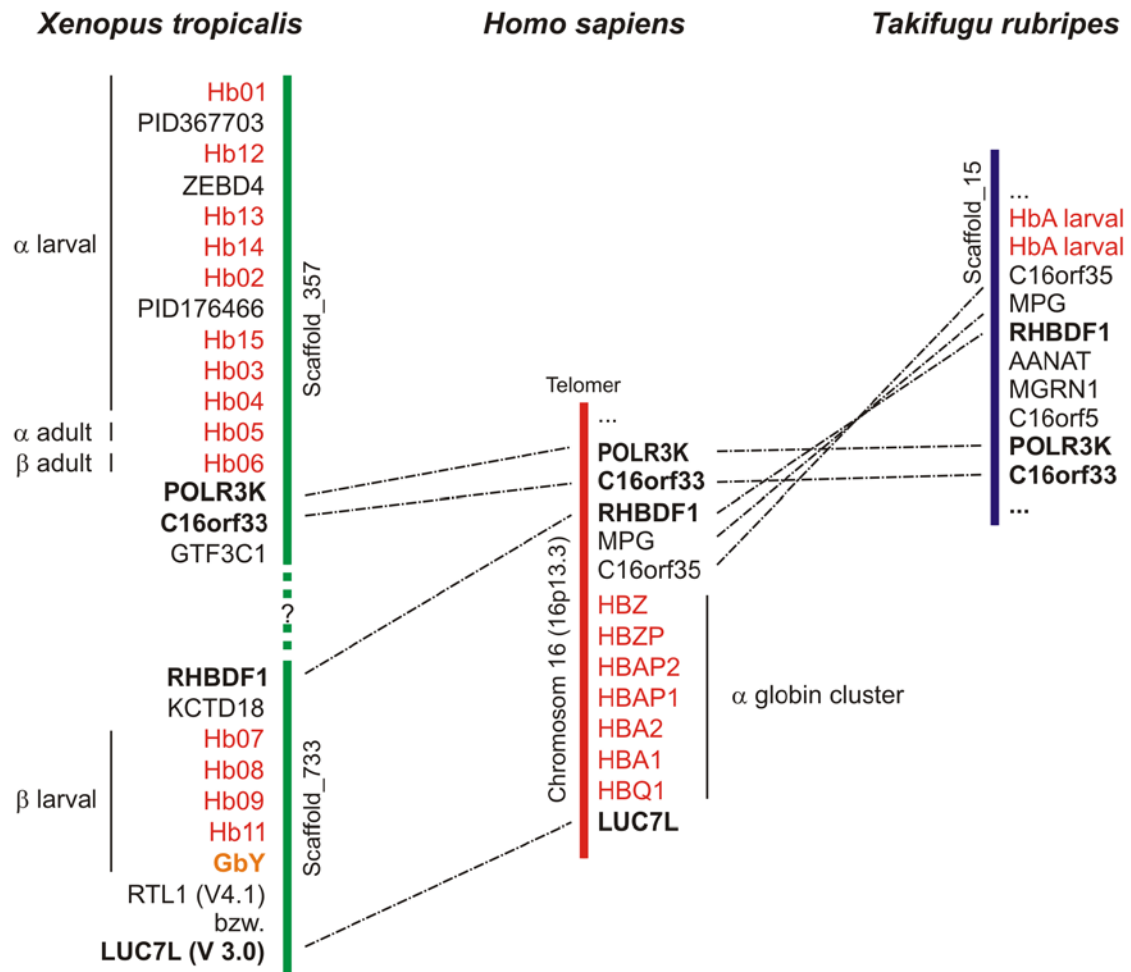 Xenopus tropicalis
Homo sapiens
Takifugu rubripes
α larval
α adult
β adult
β larval
Hb01
PID367703
Hb12
ZEBD4
Hb13
Hb14
Hb02
PID176466
Hb15
Hb03
Hb04
Hb05
Hb06
POLR3K
C16orf33
GTF3C1
?
RHBDF1
KCTD18
Hb07
Hb08
Hb09
Hb11
GbY
RTL1 (V4.1)
bzw.
LUC7L (V 3.0)
Scaffold_357
Scaffold_733
Telomer
...
POLR3K
C16orf33
RHBDF1
MPG
C16orf35
HBZ
HBZP
HBAP2
HBAP1
HBA2
HBA1
HBQ1
LUC7L
Chromosom 16 (16p13.3)
α globin cluster
Scaffold_15
...
HbA larval
HbA larval
C16orf35
MPG
RHBDF1
AANAT
MGRN1
C16orf5
POLR3K
C16orf33
...